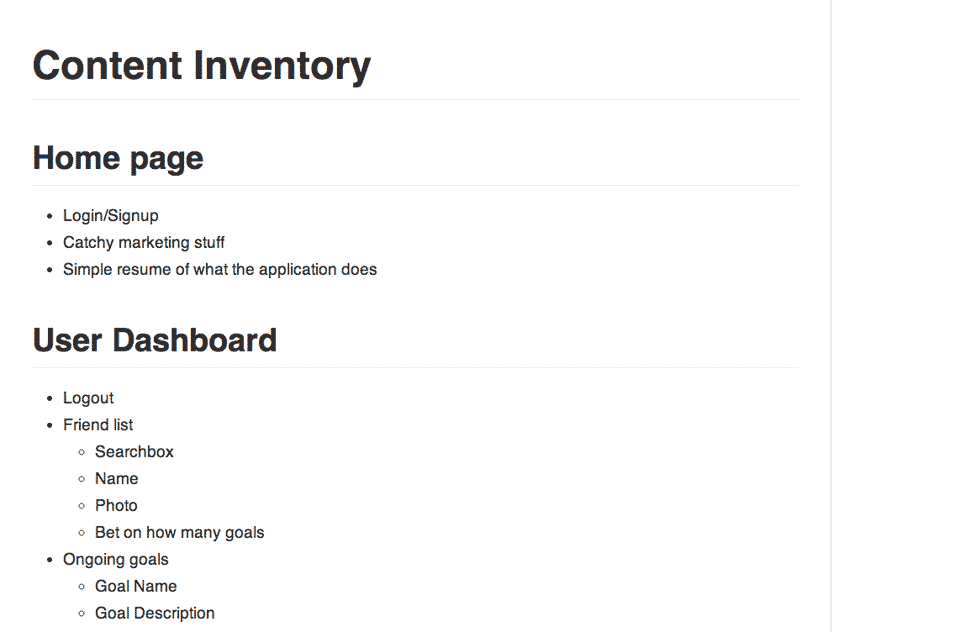 Content Inventory
Home page
Login/Signup
Catchy marketing stuff
Simple resume of what the application does
User Dashboard
Logout
Friend list
Searchbox
Name
Photo
Bet on how many goals
Ongoing goals
Goal Name
Goal Description